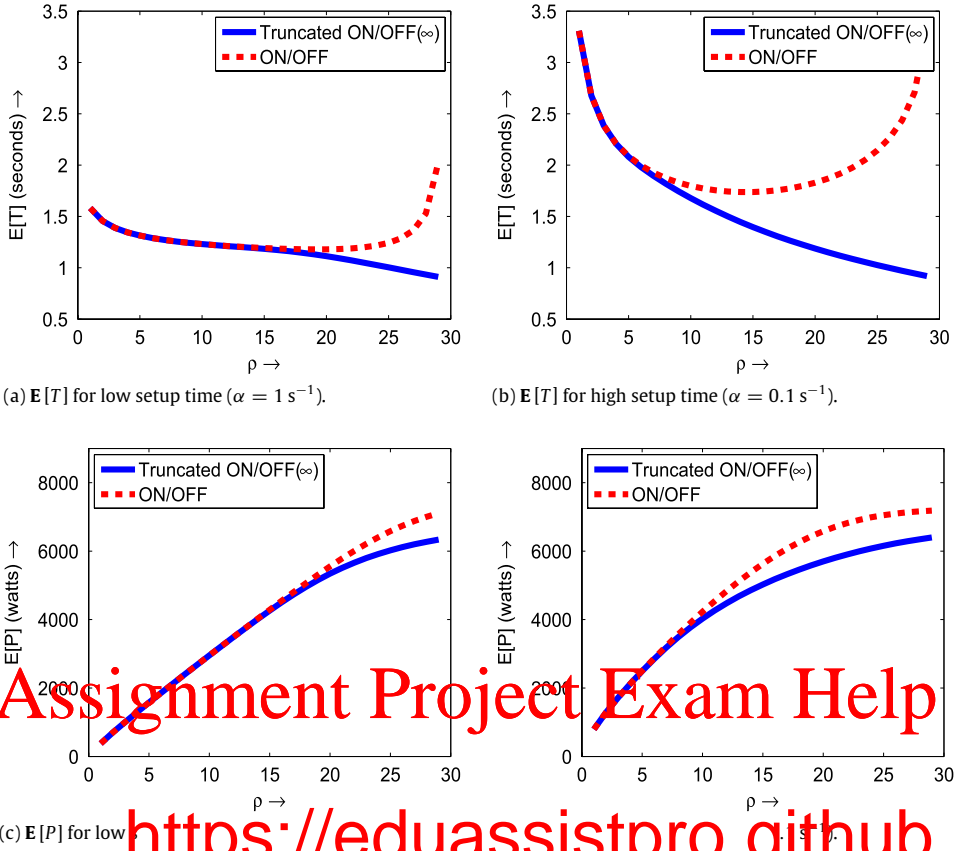 3.5
3
2.5
2
1.5
1
0.5
E[T] (seconds) →
Truncated ON/OFF(∞)
ON/OFF
0 5 10 15 20 25 30
ρ →
(a) E [T] for low setup time (α = 1 s⁻¹).
3.5
3
2.5
2
1.5
1
0.5
E[T] (seconds) →
Truncated ON/OFF(∞)
ON/OFF
0 5 10 15 20 25 30
ρ →
(b) E [T] for high setup time (α = 0.1 s⁻¹).
8000
6000
4000
2000
0
E[P] (watts) →
Truncated ON/OFF(∞)
ON/OFF
0 5 10 15 20 25 30
ρ →
8000
6000
4000
2000
0
E[P] (watts) →
Truncated ON/OFF(∞)
ON/OFF
0 5 10 15 20 25 30
ρ →
Assignment Project Exam Help
(c) E [P] for low
https://eduassistpro.github